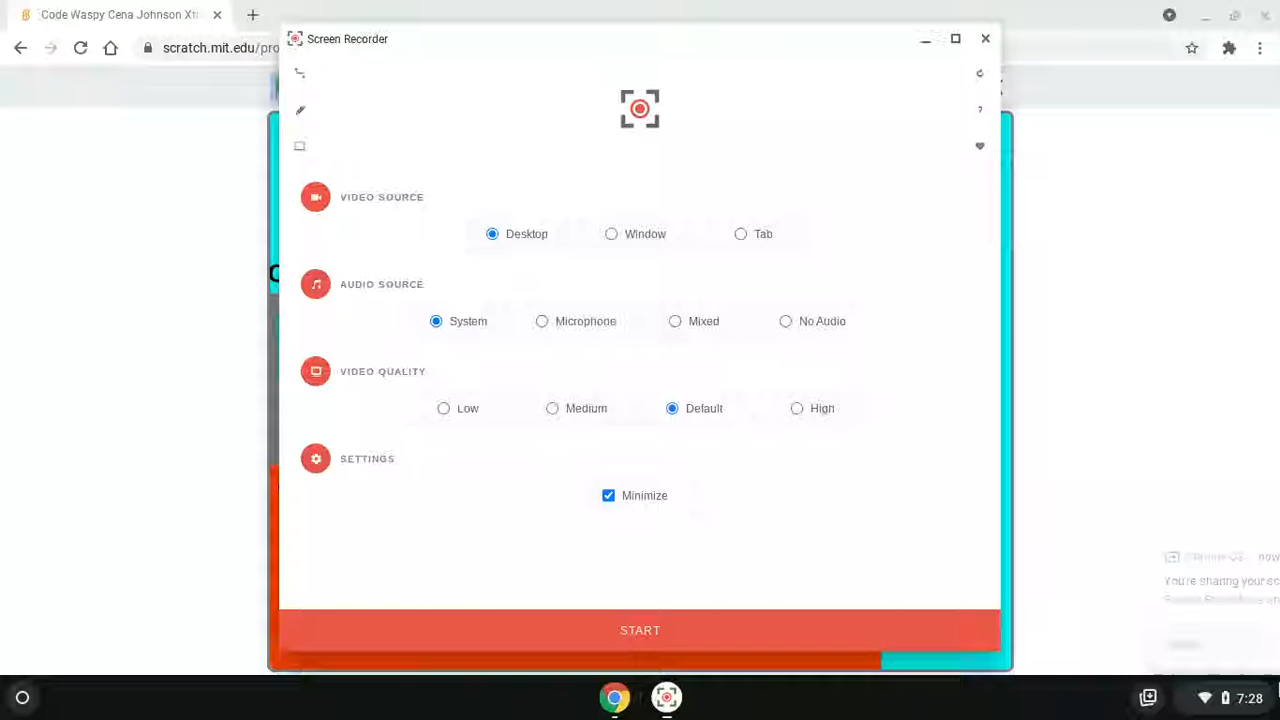 Code Waspy Cena Johnson Xtr
scratch.mit.edu/pro
Screen Recorder
?
VIDEO SOURCE
Desktop
Window
Tab
AUDIO SOURCE
System
Microphone
Mixed
No Audio
VIDEO QUALITY
Low
Medium
Default
High
SETTINGS
Minimize
now
You're sharing your sc
START
7:28